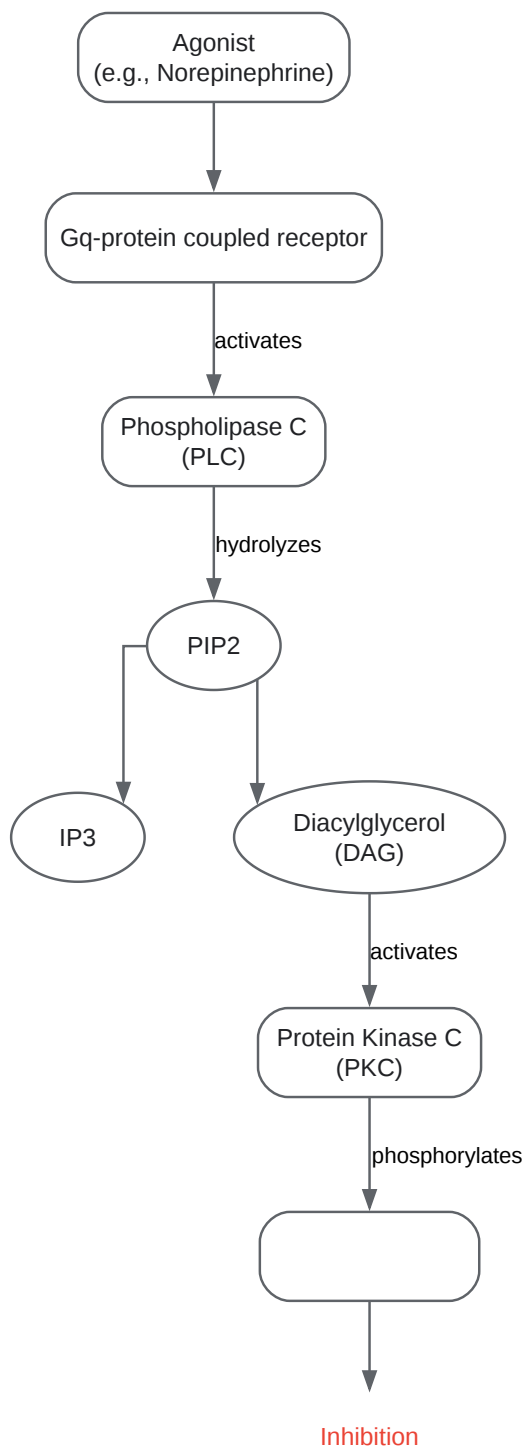 Agonist
(e.g., Norepinephrine)
Gq-protein coupled receptor
activates
Phospholipase C
(PLC)
hydrolyzes
PIP2
IP3
Diacylglycerol
(DAG)
activates
Protein Kinase C
(PKC)
phosphorylates
Inhibition